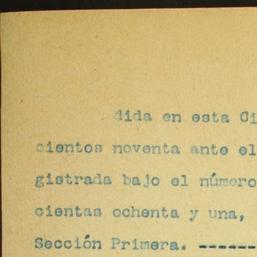 dida en esta Ci
cientos noventa ante el
gistrada bajo el número
cientas ochenta y una,
Sección Primera. -------